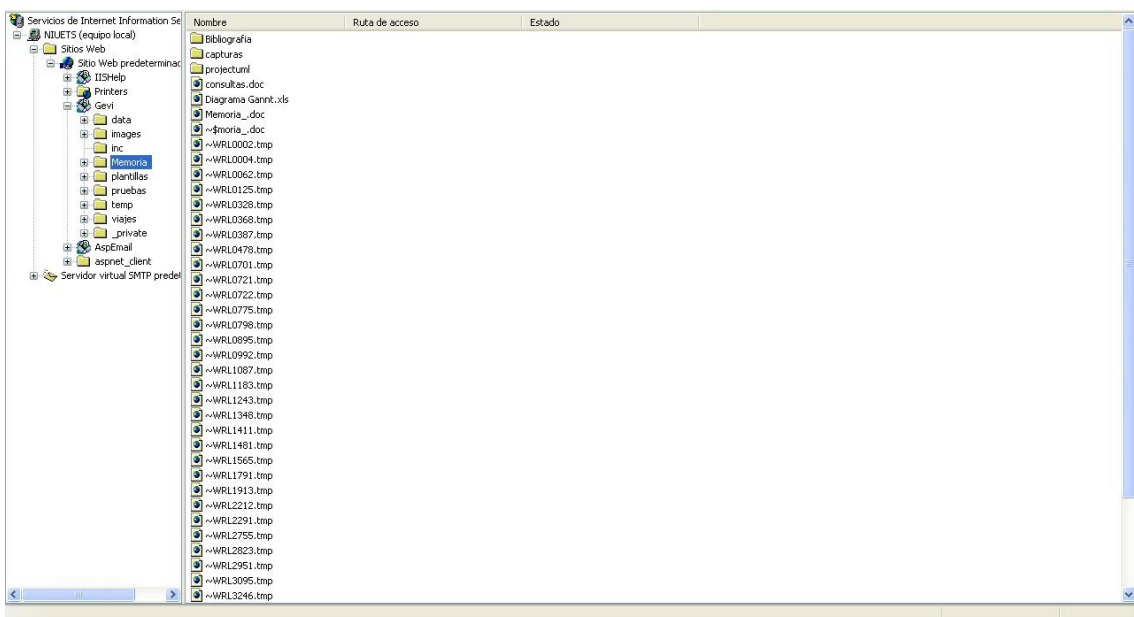 Servicios de Internet Information Se
NIUETS (equipo local)
Sitios Web
Sitio Web predeterminac
IISHelp
Printers
Gevi
data
images
inc
Memoria
plantillas
pruebas
temp
viajes
_private
AspEmail
aspnet_client
Servidor virtual SMTP predet
Nombre Ruta de acceso Estado
Bibliografia
capturas
projectuml
consultas.doc
Diagrama Gannt.xls
Memoria_.doc
~$moria_.doc
~WRL0002.tmp
~WRL0004.tmp
~WRL0062.tmp
~WRL0125.tmp
~WRL0328.tmp
~WRL0368.tmp
~WRL0387.tmp
~WRL0478.tmp
~WRL0701.tmp
~WRL0721.tmp
~WRL0722.tmp
~WRL0775.tmp
~WRL0798.tmp
~WRL0895.tmp
~WRL0992.tmp
~WRL1087.tmp
~WRL1183.tmp
~WRL1243.tmp
~WRL1348.tmp
~WRL1411.tmp
~WRL1481.tmp
~WRL1565.tmp
~WRL1791.tmp
~WRL1913.tmp
~WRL2212.tmp
~WRL2291.tmp
~WRL2755.tmp
~WRL2823.tmp
~WRL2951.tmp
~WRL3095.tmp
~WRL3246.tmp